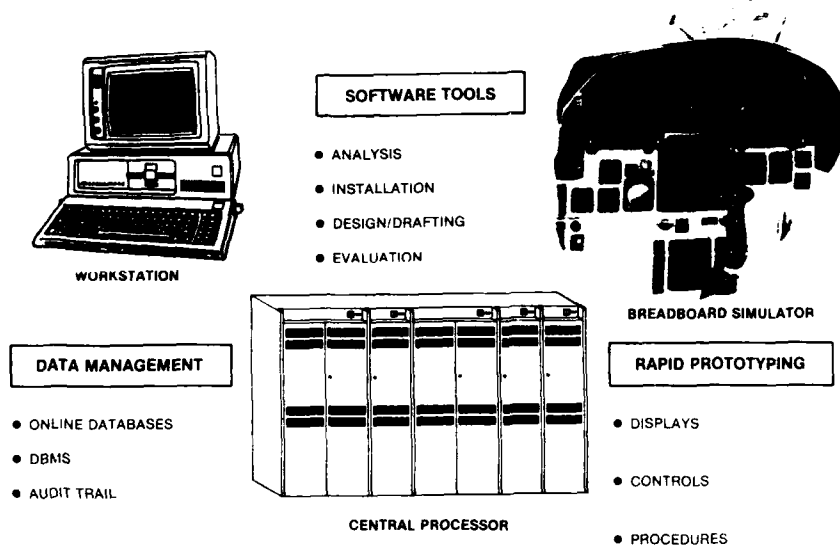 SOFTWARE TOOLS
● ANALYSIS
● INSTALLATION
● DESIGN/DRAFTING
● EVALUATION
WORKSTATION
BREADBOARD SIMULATOR
DATA MANAGEMENT
● ONLINE DATABASES
● DBMS
● AUDIT TRAIL
CENTRAL PROCESSOR
RAPID PROTOTYPING
● DISPLAYS
● CONTROLS
● PROCEDURES